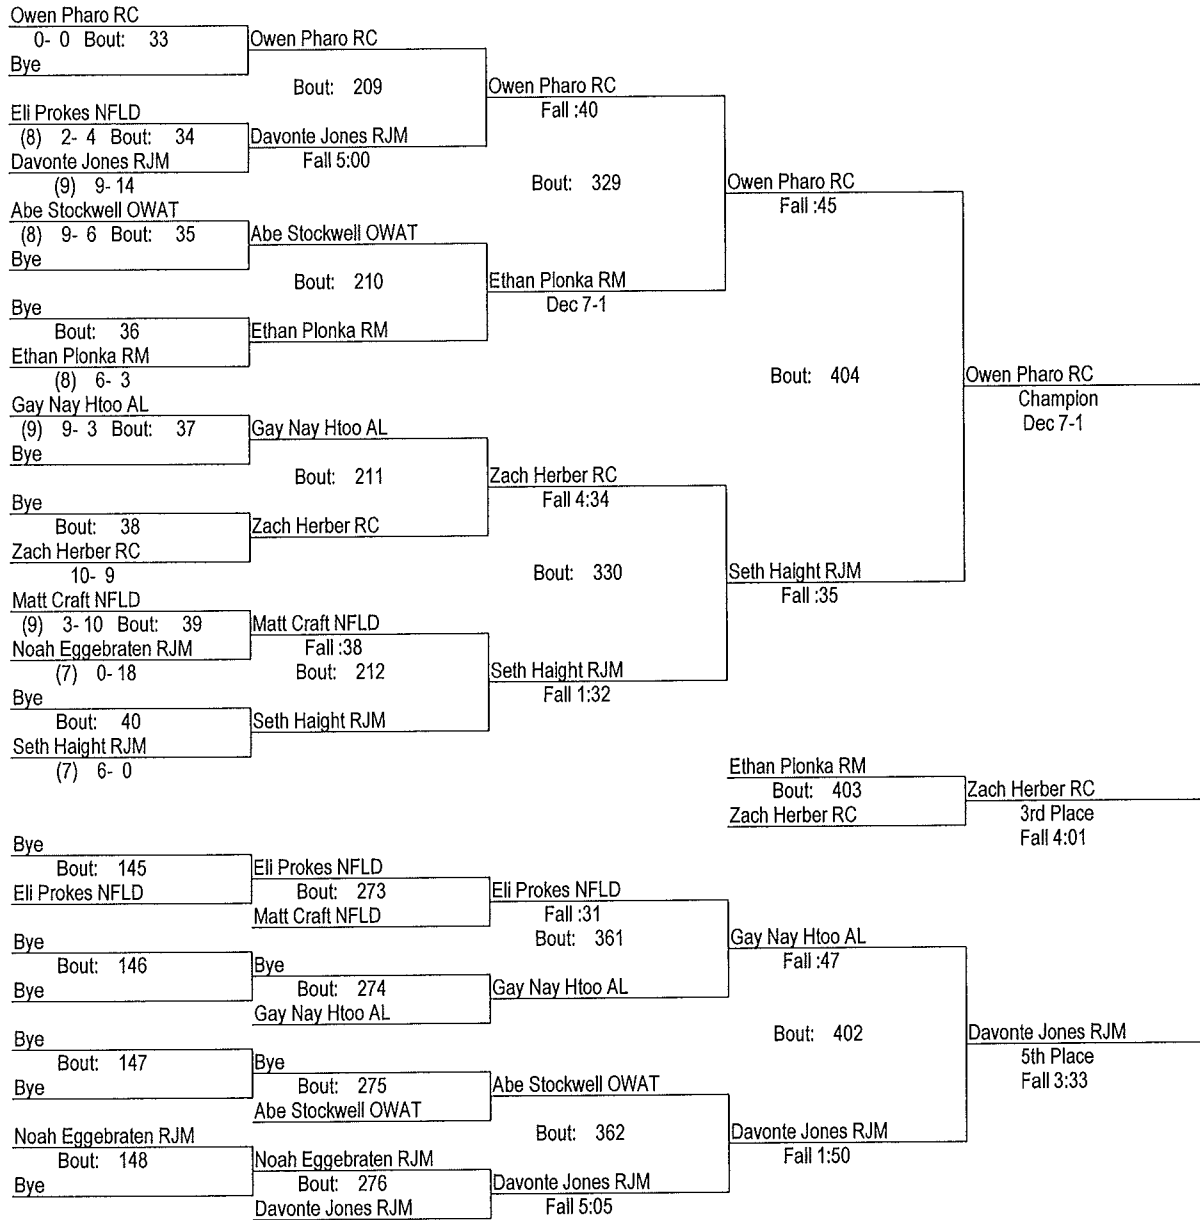 Owen Pharo RC
0- 0 Bout: 33
Bye
Owen Pharo RC
Bout: 209
Eli Prokes NFLD
(8) 2- 4 Bout: 34
Davonte Jones RJM
(9) 9- 14
Davonte Jones RJM
Fall 5:00
Owen Pharo RC
Fall :40
Bout: 329
Abe Stockwell OWAT
(8) 9- 6 Bout: 35
Bye
Abe Stockwell OWAT
Bout: 210
Bye
Bout: 36
Ethan Plonka RM
(8) 6- 3
Ethan Plonka RM
Ethan Plonka RM
Dec 7-1
Owen Pharo RC
Fall :45
Bout: 404
Gay Nay Htoo AL
(9) 9- 3 Bout: 37
Bye
Gay Nay Htoo AL
Bout: 211
Bye
Bout: 38
Zach Herber RC
10- 9
Zach Herber RC
Zach Herber RC
Fall 4:34
Bout: 330
Matt Craft NFLD
(9) 3- 10 Bout: 39
Noah Eggebraten RJM
(7) 0- 18
Matt Craft NFLD
Fall :38
Bout: 212
Bye
Bout: 40
Seth Haight RJM
(7) 6- 0
Seth Haight RJM
Seth Haight RJM
Fall 1:32
Seth Haight RJM
Fall :35
Owen Pharo RC
Champion
Dec 7-1
Ethan Plonka RM
Bout: 403
Zach Herber RC
Zach Herber RC
3rd Place
Fall 4:01
Bye
Bout: 145
Eli Prokes NFLD
Eli Prokes NFLD
Bout: 273
Matt Craft NFLD
Eli Prokes NFLD
Fall :31
Bout: 361
Bye
Bout: 146
Bye
Bye
Bout: 274
Gay Nay Htoo AL
Gay Nay Htoo AL
Gay Nay Htoo AL
Fall :47
Bout: 402
Bye
Bout: 147
Bye
Bye
Bout: 275
Abe Stockwell OWAT
Abe Stockwell OWAT
Bout: 362
Noah Eggebraten RJM
Bout: 148
Bye
Noah Eggebraten RJM
Bout: 276
Davonte Jones RJM
Davonte Jones RJM
Fall 5:05
Davonte Jones RJM
Fall 1:50
Davonte Jones RJM
5th Place
Fall 3:33